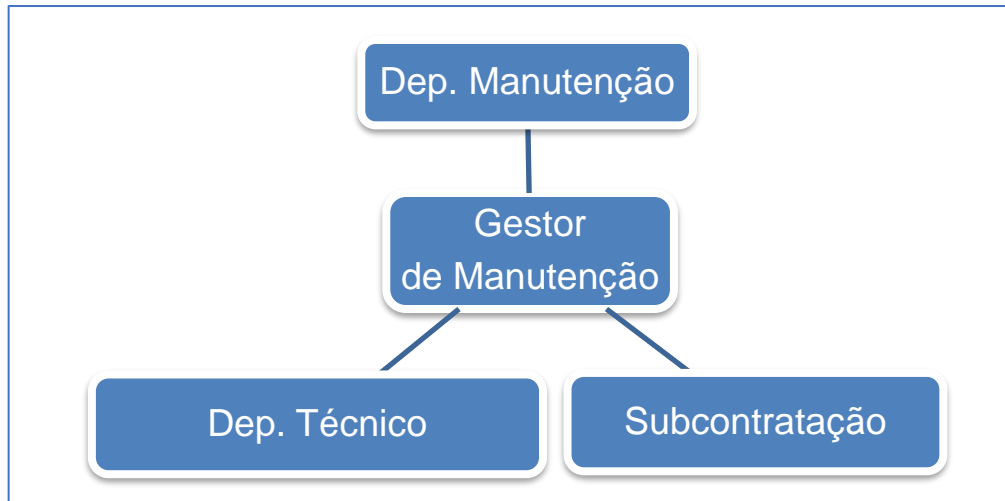 Dep. Manutenção
Gestor
de Manutenção
Dep. Técnico
Subcontratação